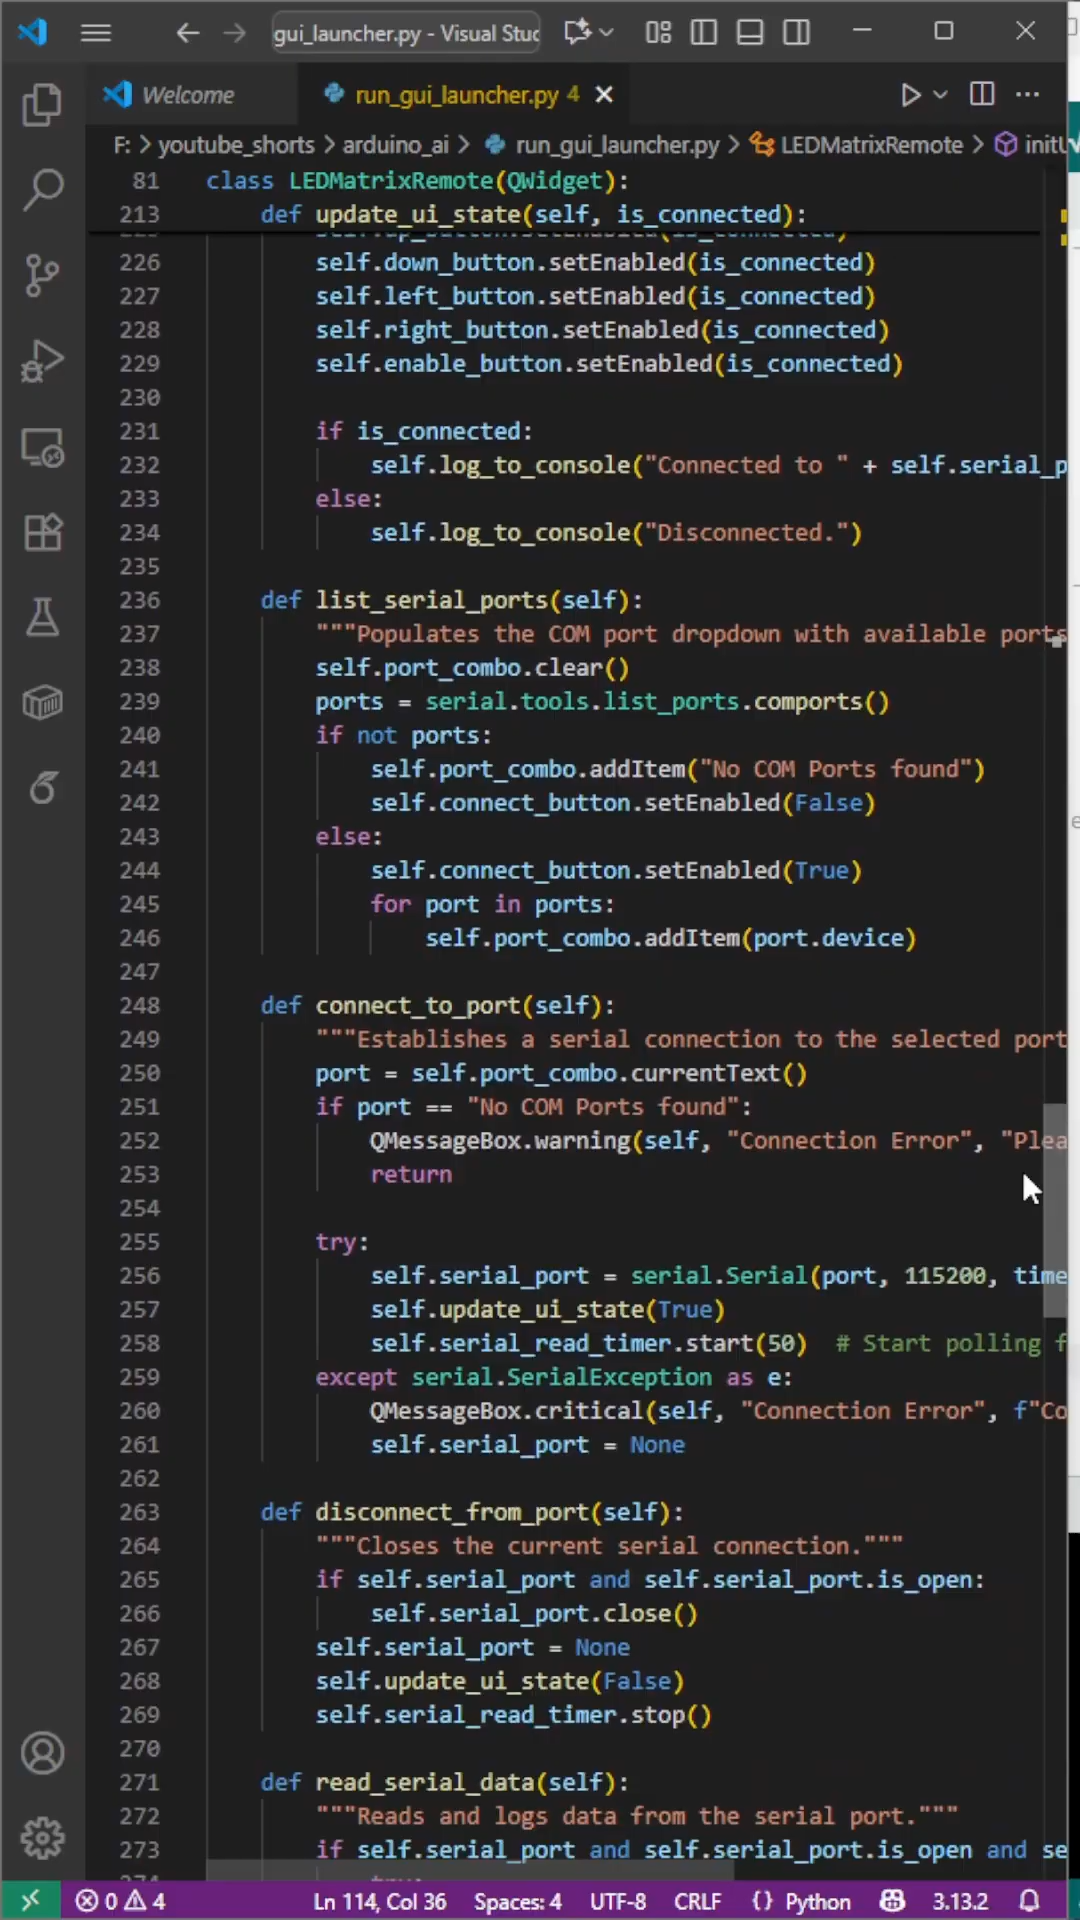 gui_launcher.py - Visual Stu
Welcome
run_gui_launcher.py 4
F: > youtube_shorts > arduino_ai > run_gui_launcher.py > LEDMatrixRemote >
81 class LEDMatrixRemote(QWidget):
213 def update_ui_state(self, is_connected):
226 self.down_button.setEnabled(is_connected)
227 self.left_button.setEnabled(is_connected)
228 self.right_button.setEnabled(is_connected)
229 self.enable_button.setEnabled(is_connected)
230
231 if is_connected:
232 self.log_to_console("Connected to " + self.serial_p
233 else:
234 self.log_to_console("Disconnected.")
235
236 def list_serial_ports(self):
237 """Populates the COM port dropdown with available ports
238 self.port_combo.clear()
239 ports = serial.tools.list_ports.comports()
240 if not ports:
241 self.port_combo.addItem("No COM Ports found")
242 self.connect_button.setEnabled(False)
243 else:
244 self.connect_button.setEnabled(True)
245 for port in ports:
246 self.port_combo.addItem(port.device)
247
248 def connect_to_port(self):
249 """Establishes a serial connection to the selected port
250 port = self.port_combo.currentText()
251 if port == "No COM Ports found":
252 QMessageBox.warning(self, "Connection Error", "Plea
253 return
254
255 try:
256 self.serial_port = serial.Serial(port, 115200, time
257 self.update_ui_state(True)
258 self.serial_read_timer.start(50) # Start polling f
259 except serial.SerialException as e:
260 QMessageBox.critical(self, "Connection Error", f"Co
261 self.serial_port = None
262
263 def disconnect_from_port(self):
264 """Closes the current serial connection."""
265 if self.serial_port and self.serial_port.is_open:
266 self.serial_port.close()
267 self.serial_port = None
268 self.update_ui_state(False)
269 self.serial_read_timer.stop()
270
271 def read_serial_data(self):
272 """Reads and logs data from the serial port."""
273 if self.serial_port and self.serial_port.is_open and se
0 4 Ln 114, Col 36 Spaces: 4 UTF-8 CRLF {} Python 3.13.2